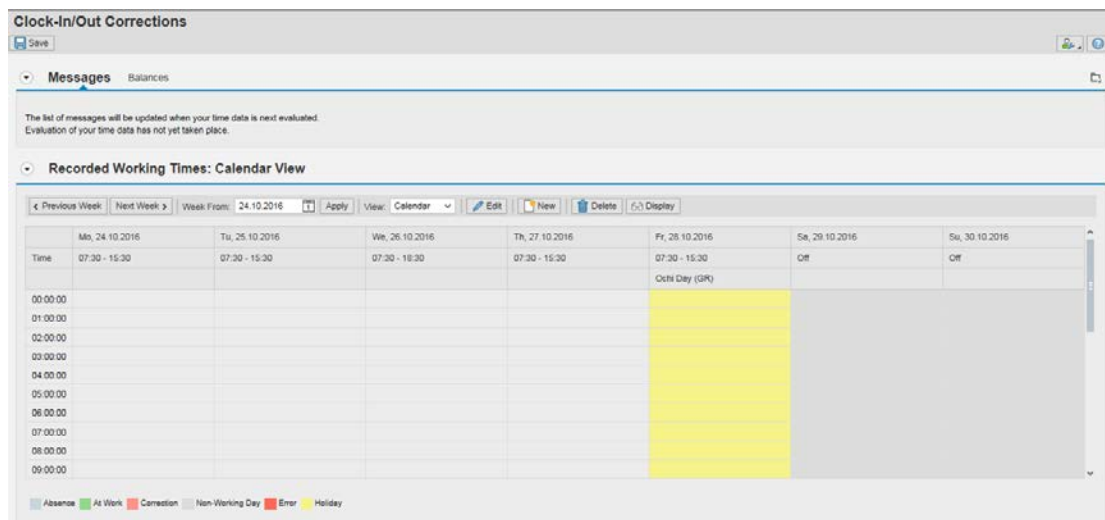 Clock-In/Out Corrections
Save
Messages Balances
The list of messages will be updated when your time data is next evaluated.
Evaluation of your time data has not yet taken place.
Recorded Working Times: Calendar View
Previous Week Next Week Week From: 24.10.2016 Apply View: Calendar Edit New Delete Display
Mo, 24.10.2016 Tu, 25.10.2016 We, 26.10.2016 Th, 27.10.2016 Fr, 28.10.2016 Sa, 29.10.2016 Su, 30.10.2016
Time 07:30 - 15:30 07:30 - 15:30 07:30 - 18:30 07:30 - 15:30 07:30 - 15:30 Off Off
Ochi Day (GR)
00:00:00
01:00:00
02:00:00
03:00:00
04:00:00
05:00:00
06:00:00
07:00:00
08:00:00
09:00:00
Absence At Work Correction Non-Working Day Error Holiday